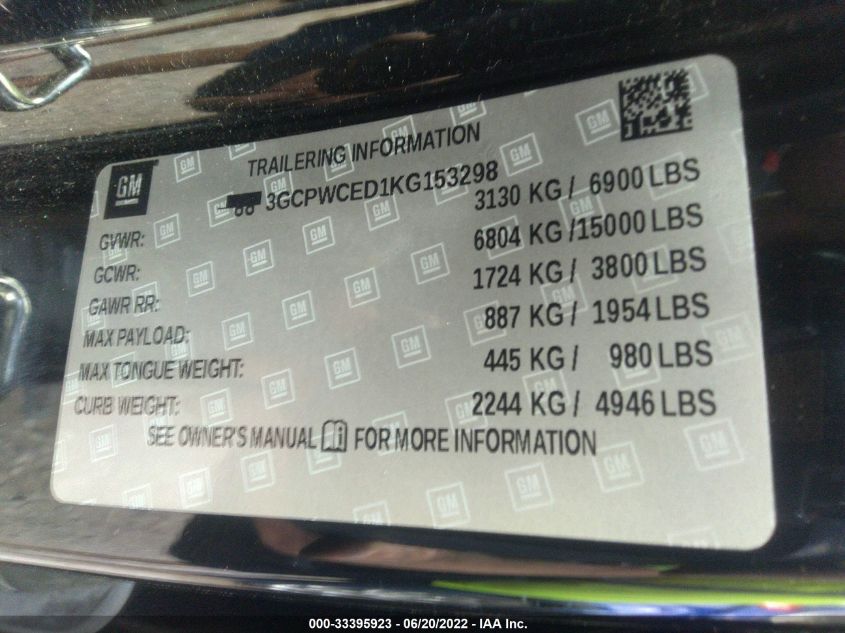 TRAILERING INFORMATION
GM
3GCPWCED1KG153298
GVWR: 3130 KG / 6900 LBS
GCWR: 6804 KG /15000 LBS
GAWR RR: 1724 KG / 3800 LBS
MAX PAYLOAD: 887 KG / 1954 LBS
MAX TONGUE WEIGHT: 445 KG / 980 LBS
CURB WEIGHT: 2244 KG / 4946 LBS
SEE OWNER'S MANUAL FOR MORE INFORMATION
000-33395923 - 06/20/2022 - IAA Inc.